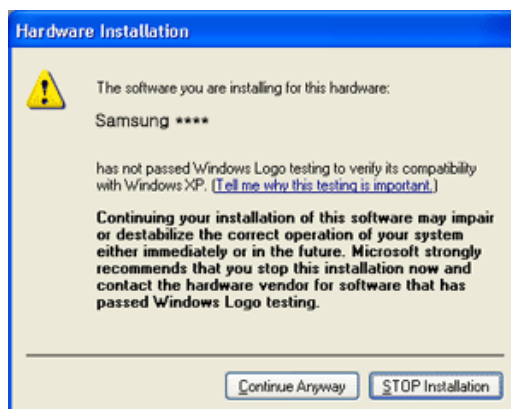 Hardware Installation
The software you are installing for this hardware:
Samsung ****
has not passed Windows Logo testing to verify its compatibility
with Windows XP. (Tell me why this testing is important.)
Continuing your installation of this software may impair
or destabilize the correct operation of your system
either immediately or in the future. Microsoft strongly
recommends that you stop this installation now and
contact the hardware vendor for software that has
passed Windows Logo testing.
Continue Anyway
STOP Installation